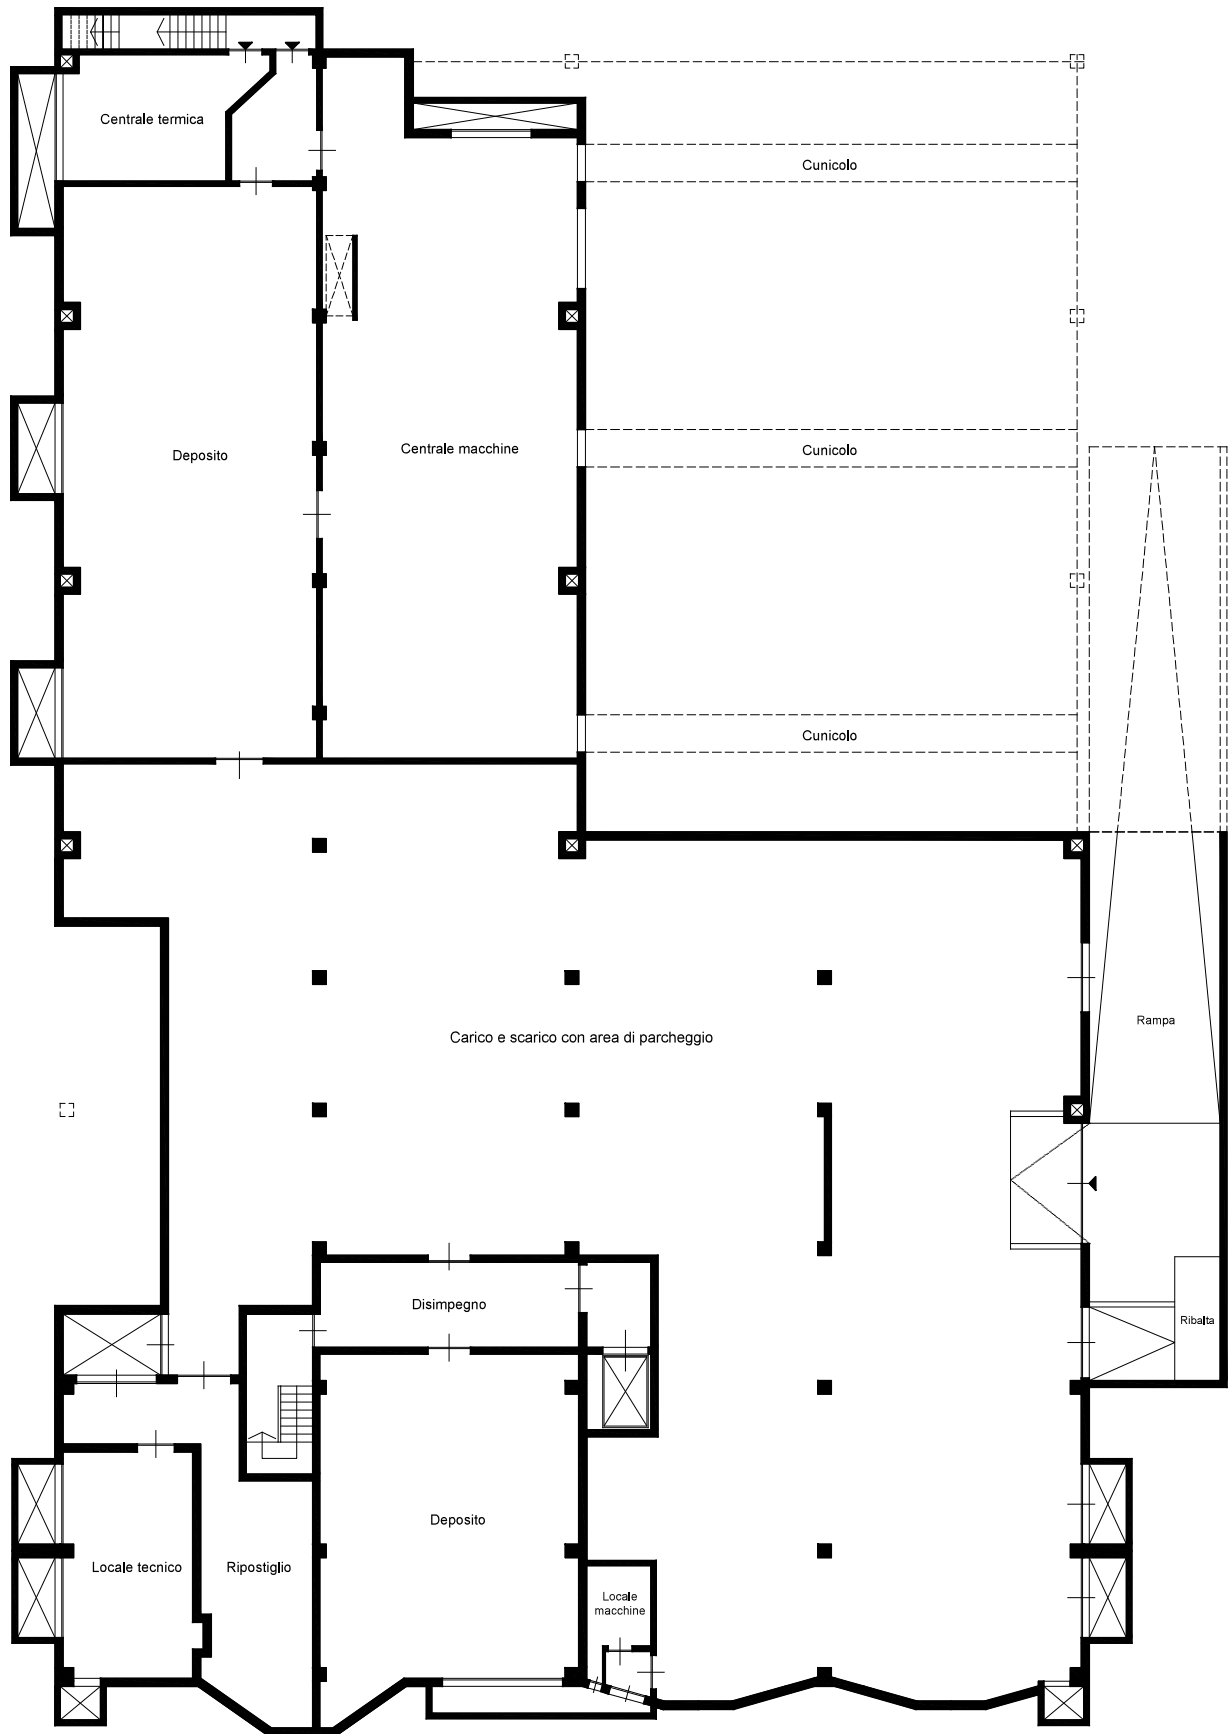 Centrale termica
Cunicolo
Deposito
Centrale macchine
Cunicolo
Cunicolo
Rampa
Carico e scarico con area di parcheggio
Disimpegno
Ribalta
Deposito
Locale tecnico
Ripostiglio
Locale
macchine